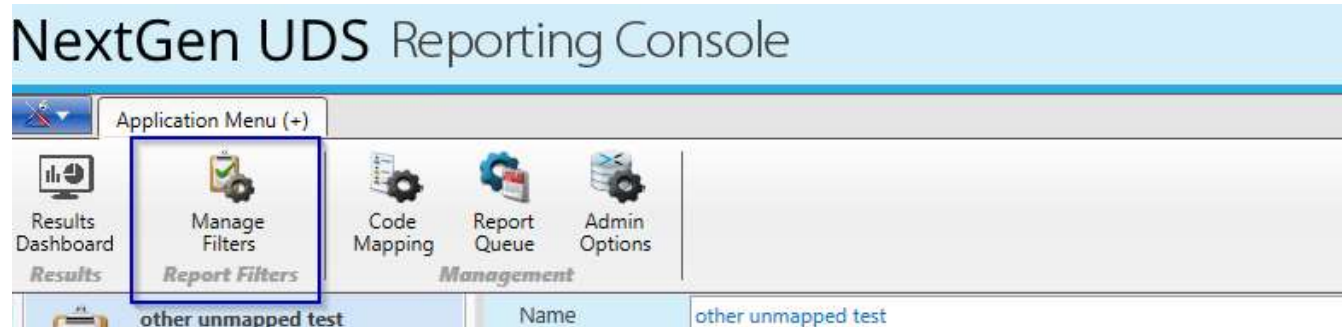 NextGen UDS Reporting Console
Application Menu (+)
Results Dashboard
Manage Filters
Code Mapping
Report Queue
Admin Options
Results
Report Filters
Management
other unmapped test
Name
other unmapped test